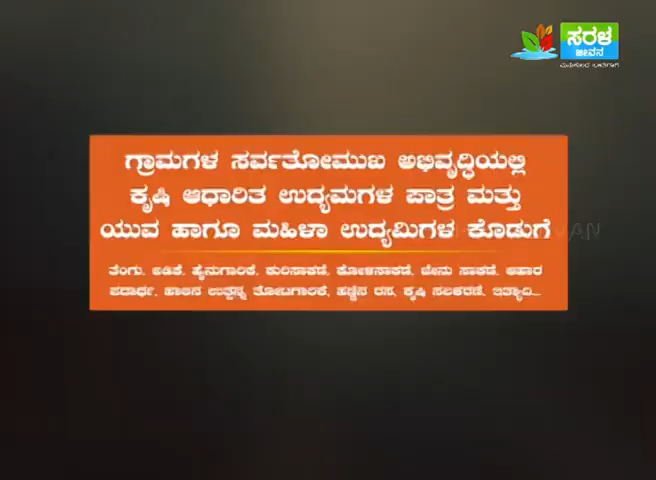 ಸರಳ
ಜೀವನ
ಗ್ರಾಮಗಳ ಸರ್ವತೋಮುಖ ಅಭಿವೃದ್ಧಿಯಲ್ಲಿ
ಕೃಷಿ ಆಧಾರಿತ ಉದ್ಯಮಗಳ ಪಾತ್ರ ಮತ್ತು
ಯುವ ಹಾಗೂ ಮಹಿಳಾ ಉದ್ಯಮಿಗಳ ಕೊಡುಗೆ
ತೆಂಗು, ಅಡಿಕೆ, ಹೈನುಗಾರಿಕೆ, ಕುರಿಸಾಕಣೆ, ಕೋಳಿಸಾಕಣೆ, ಜೇನು ಸಾಕಣೆ, ಆಹಾರ
ಪದಾರ್ಥ, ಹಾಲಿನ ಉತ್ಪನ್ನ ತೋಟಗಾರಿಕೆ, ಹಣ್ಣಿನ ರಸ, ಕೃಷಿ ಸಲಕರಣೆ, ಇತ್ಯಾದಿ...